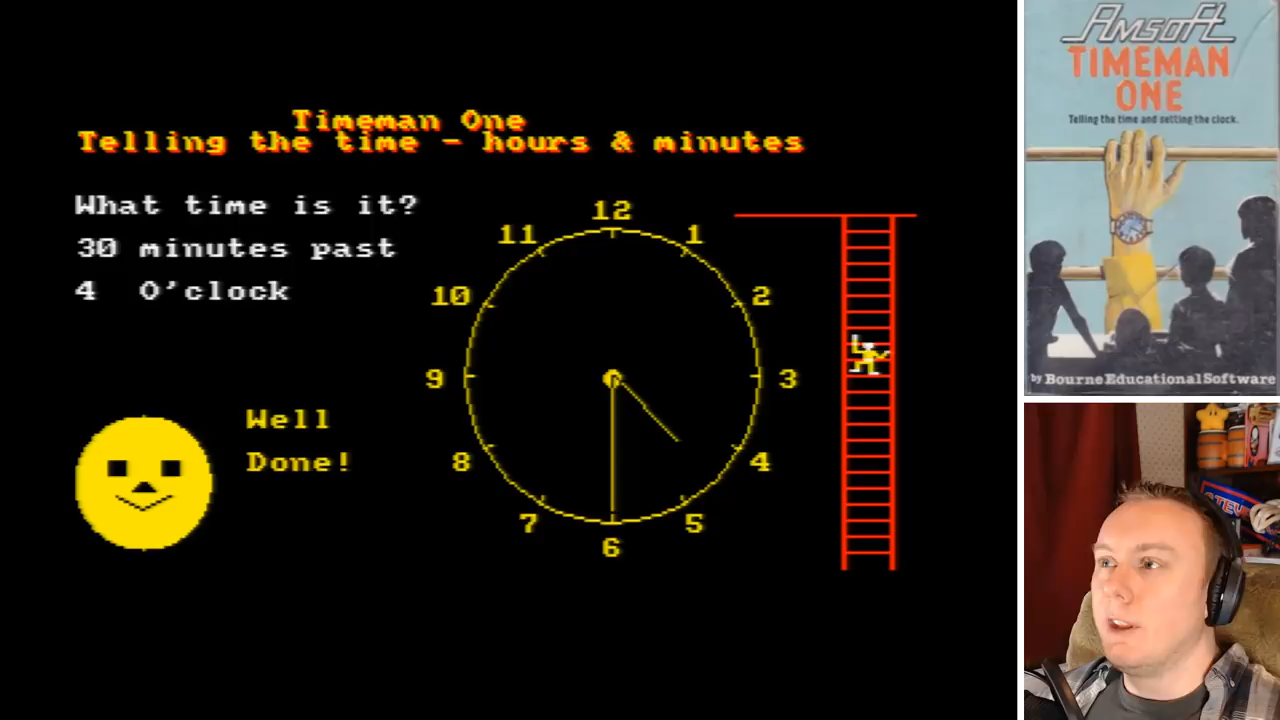 Timeman One
Telling the time - hours & minutes
What time is it?
30 minutes past
4 O'clock
Well
Done!
12
11
1
10
2
9
3
8
4
7
5
6
Amsoft
TIMEMAN
ONE
Telling the time and setting the clock.
by Bourne Educational Software